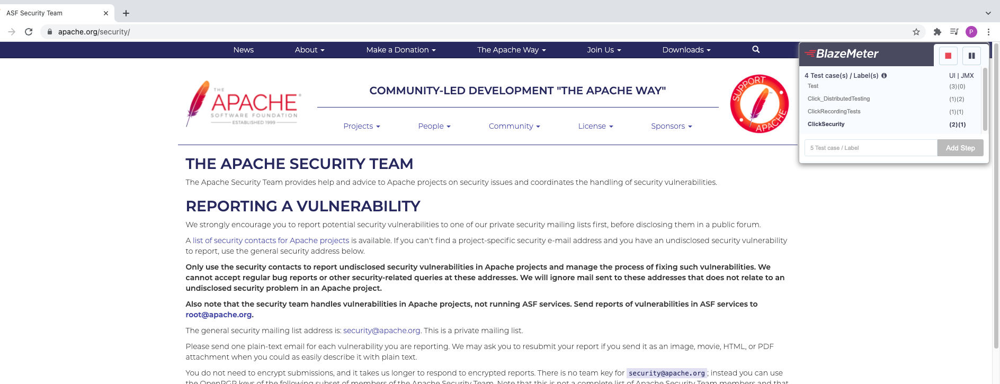 ASF Security Team
apache.org/security/
P
News About Make a Donation The Apache Way Join Us Downloads
BlazeMeter
4 Test case(s) / Label(s) UI | JMX
Test (3)(0)
Click_DistributedTesting (1)(2)
ClickRecordingTests (1)(1)
ClickSecurity (2)(1)
5 Test case / Label Add Step
THE
APACHE®
SOFTWARE FOUNDATION
ESTABLISHED 1999
COMMUNITY-LED DEVELOPMENT "THE APACHE WAY"
Projects People Community License Sponsors
SUPPORT
APACHE
THE APACHE SECURITY TEAM
The Apache Security Team provides help and advice to Apache projects on security issues and coordinates the handling of security vulnerabilities.
REPORTING A VULNERABILITY
We strongly encourage you to report potential security vulnerabilities to one of our private security mailing lists first, before disclosing them in a public forum.
A list of security contacts for Apache projects is available. If you can't find a project-specific security e-mail address and you have an undisclosed security vulnerability
to report, use the general security address below.
Only use the security contacts to report undisclosed security vulnerabilities in Apache projects and manage the process of fixing such vulnerabilities. We
cannot accept regular bug reports or other security-related queries at these addresses. We will ignore mail sent to these addresses that does not relate to an
undisclosed security problem in an Apache project.
Also note that the security team handles vulnerabilities in Apache projects, not running ASF services. Send reports of vulnerabilities in ASF services to
root@apache.org.
The general security mailing list address is: security@apache.org. This is a private mailing list.
Please send one plain-text email for each vulnerability you are reporting. We may ask you to resubmit your report if you send it as an image, movie, HTML, or PDF
attachment when you could as easily describe it with plain text.
You do not need to encrypt submissions, and it takes us longer to respond to encrypted reports. There is no team key for security@apache.org; instead you can use
the OpenPGP keys of the following subset of members of the Apache Security Team. Note that this is not a complete list of Apache Security Team members and that